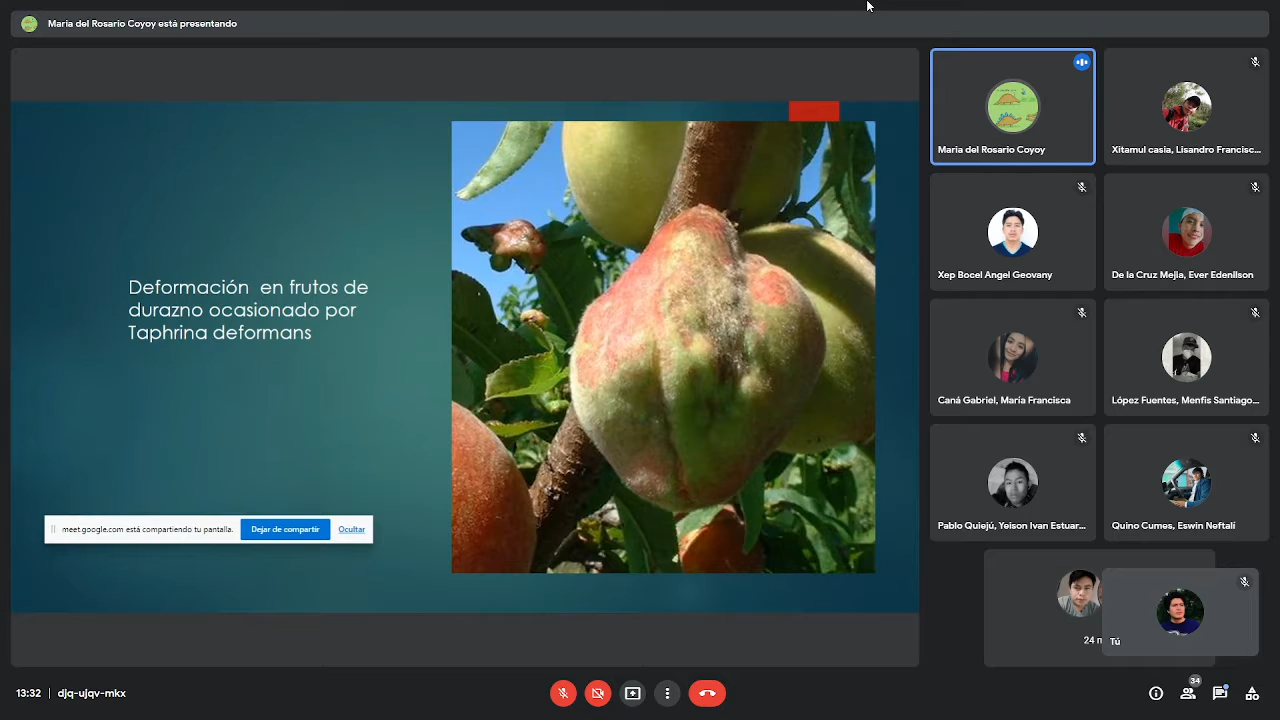 María del Rosario Coyoy está presentando
Deformación en frutos de
durazno ocasionado por
Taphrina deformans
meet.google.com está compartiendo tu pantalla.
Dejar de compartir
Ocultar
María del Rosario Coyoy
Xitamul casia, Lisandro Francisc...
Xep Bocel Angel Geovany
De la Cruz Mejía, Ever Edenilson
Caná Gabriel, María Francisca
López Fuentes, Menfis Santiago...
Pablo Quiejú, Yeison Ivan Estuar...
Quino Cumes, Eswin Neftali
Tú
13:32
djq-ujqv-mkx
34